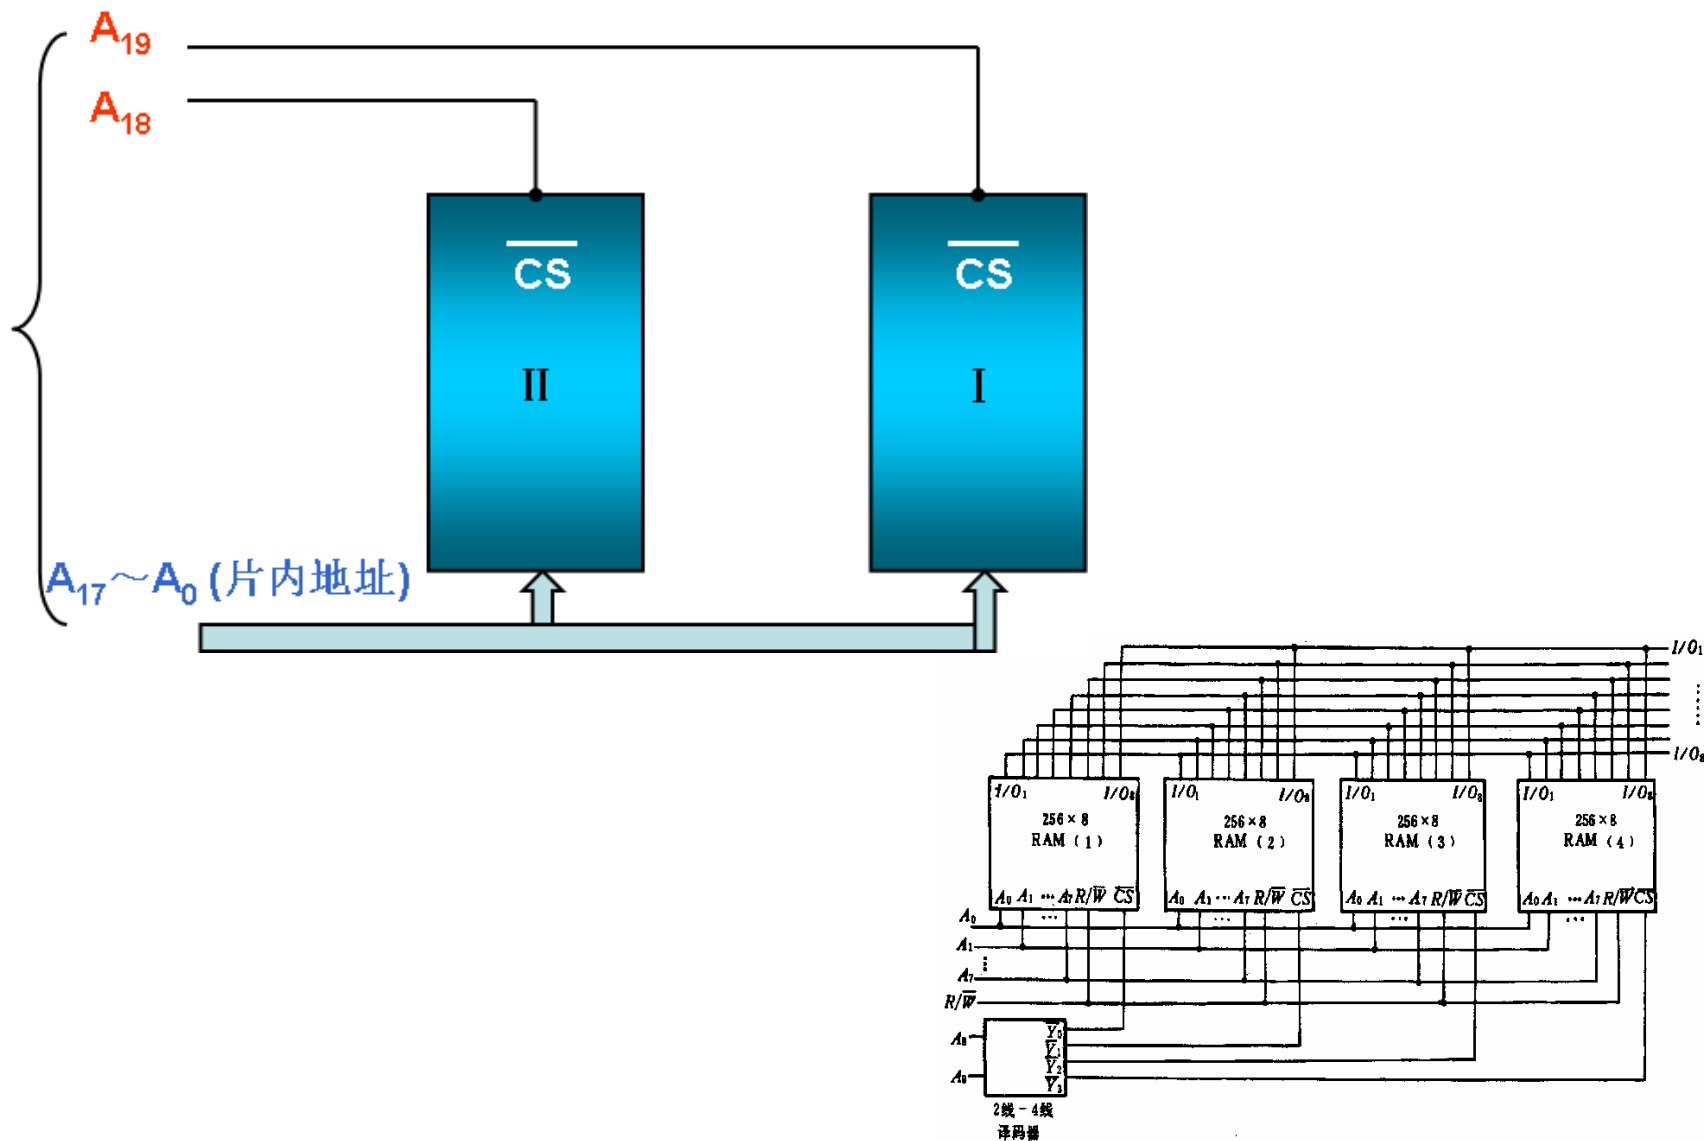 A19
A18
CS CS
II I
A17～A0 (片内地址)
I/O1
I/O8
I/O1 I/O8 I/O1 I/O8 I/O1 I/O8 I/O1 I/O8
256×8 256×8 256×8 256×8
RAM (1) RAM (2) RAM (3) RAM (4)
A0 A1 ··· A7 R/W CS A0 A1 ··· A7 R/W CS A0 A1 ··· A7 R/W CS A0 A1 ··· A7 R/W CS
A0
A1
A7
R/W
A8 Y0
Y1
Y2
A9 Y3
2线-4线
译码器